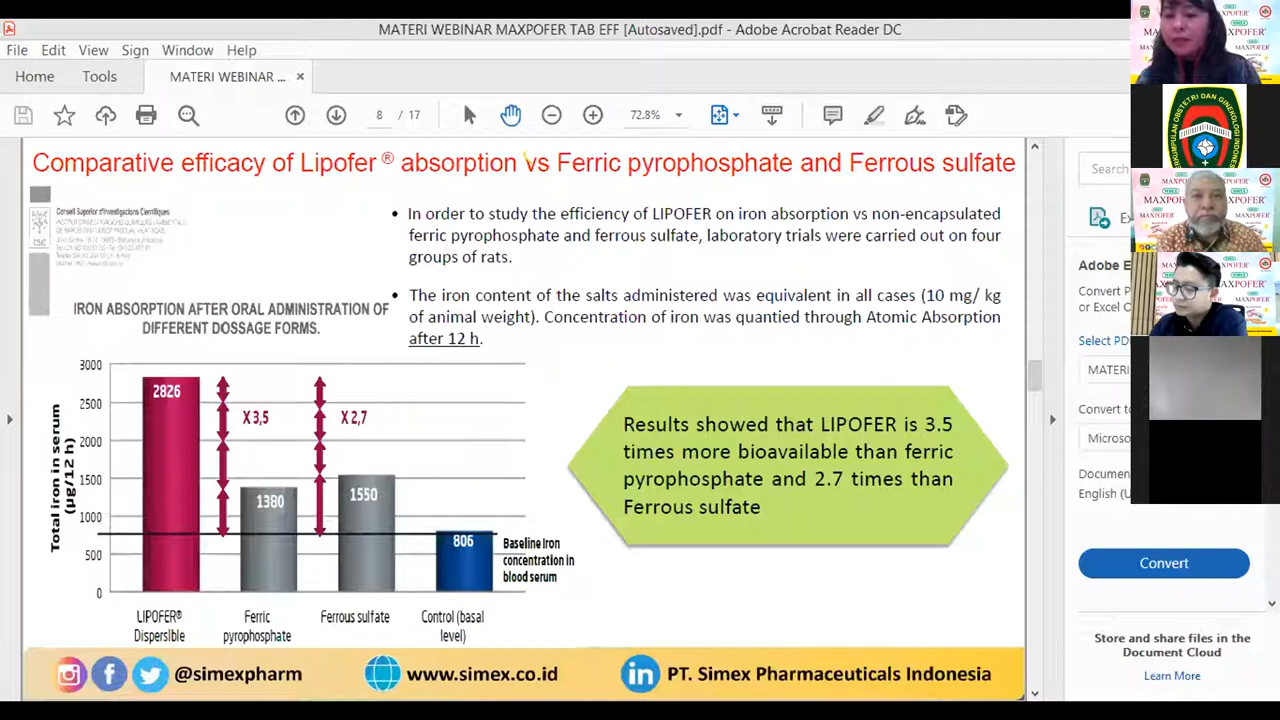 MATERI WEBINAR MAXPOFER TAB EFF [Autosaved].pdf - Adobe Acrobat Reader DC
File Edit View Sign Window Help
Home Tools MATERI WEBINAR ... ×
8 / 17 72.8%
Comparative efficacy of Lipofer ® absorption vs Ferric pyrophosphate and Ferrous sulfate
Consell Superior d'Investigacions Científiques
CSIC
IRON ABSORPTION AFTER ORAL ADMINISTRATION OF
DIFFERENT DOSSAGE FORMS.
• In order to study the efficiency of LIPOFER on iron absorption vs non-encapsulated
ferric pyrophosphate and ferrous sulfate, laboratory trials were carried out on four
groups of rats.
• The iron content of the salts administered was equivalent in all cases (10 mg/ kg
of animal weight). Concentration of iron was quantied through Atomic Absorption
after 12 h.
Total iron in serum
(µg/12 h)
3000
2500
2000
1500
1000
500
0
2826
X 3,5
1380
X 2,7
1550
806
Baseline Iron
concentration in
blood serum
LIPOFER®
Dispersible
Ferric
pyrophosphate
Ferrous sulfate
Control (basal
level)
Results showed that LIPOFER is 3.5
times more bioavailable than ferric
pyrophosphate and 2.7 times than
Ferrous sulfate
@simexpharm www.simex.co.id in PT. Simex Pharmaceuticals Indonesia
Search
Adobe E
Convert P
or Excel O
Select PD
MATERI
Convert to
Microso
Documen
English (U
Convert
Store and share files in the
Document Cloud
Learn More
MAXPOFER